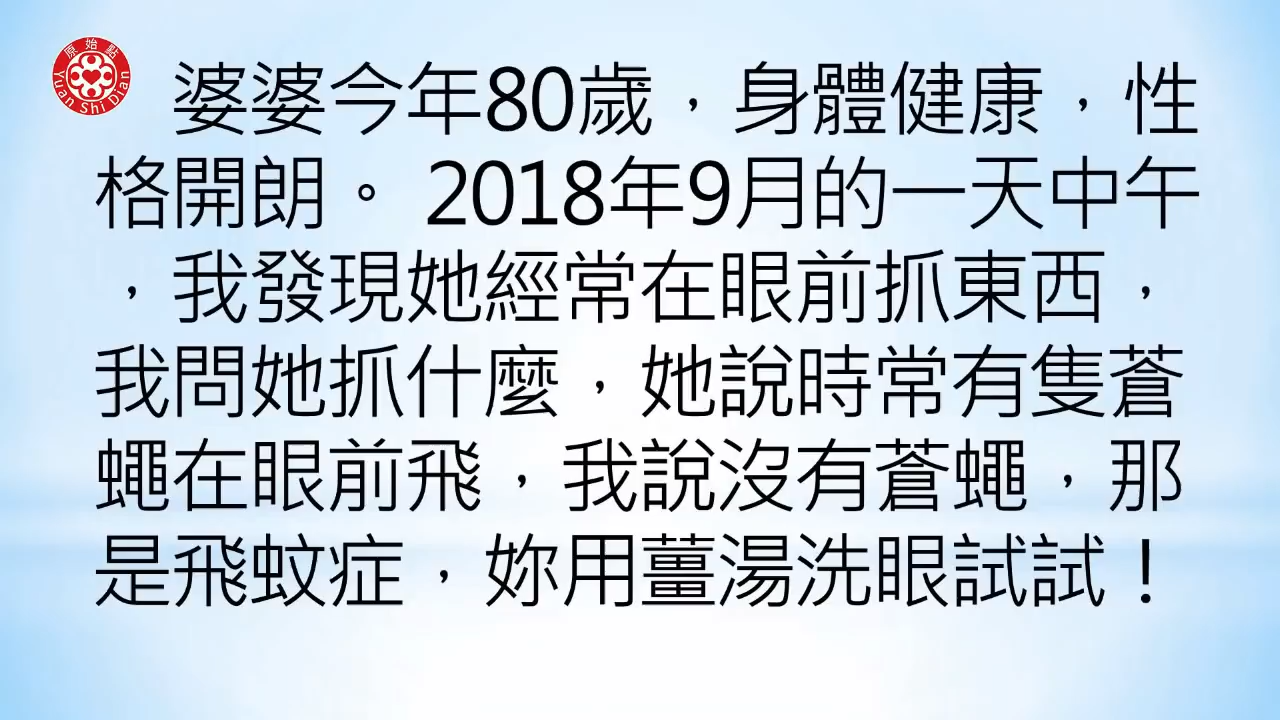 原始點
Yuan Shi Dian
婆婆今年80歲，身體健康，性
格開朗。 2018年9月的一天中午
，我發現她經常在眼前抓東西，
我問她抓什麼，她說時常有隻蒼
蠅在眼前飛，我說沒有蒼蠅，那
是飛蚊症，妳用薑湯洗眼試試！